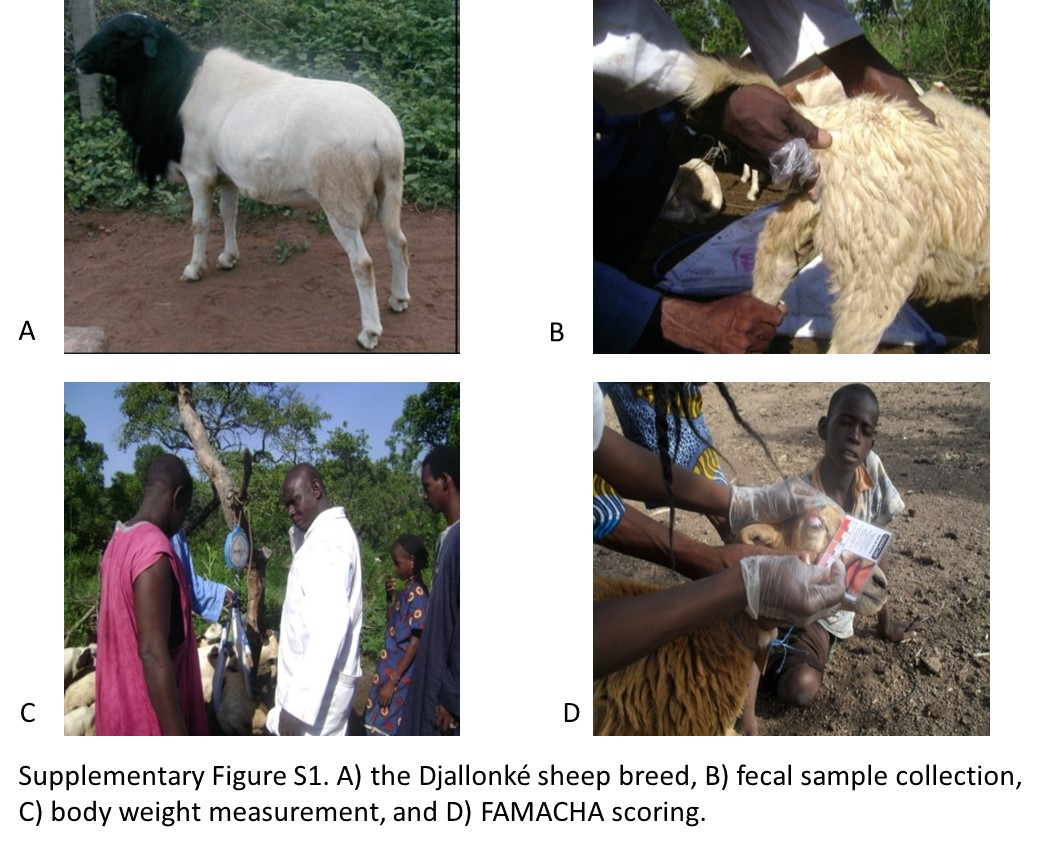 A
B
C
D
Supplementary Figure S1. A) the Djallonké sheep breed, B) fecal sample collection,
C) body weight measurement, and D) FAMACHA scoring.